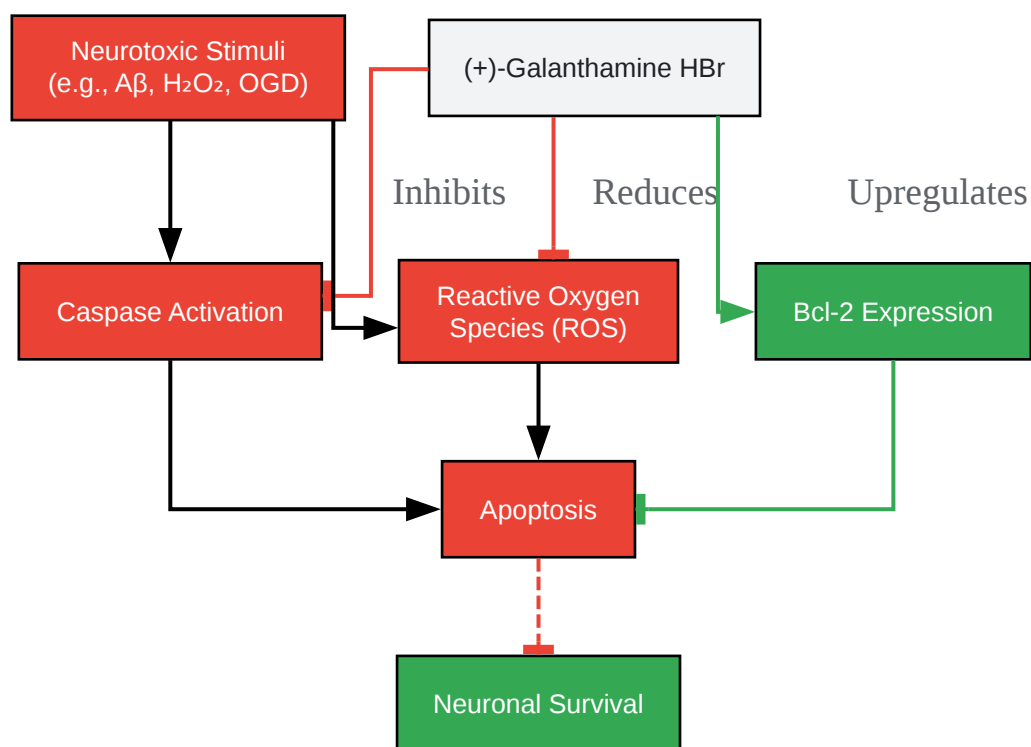 Neurotoxic Stimuli
(e.g., Aβ, H₂O₂, OGD)
(+)-Galanthamine HBr
Inhibits
Reduces
Upregulates
Caspase Activation
Reactive Oxygen
Species (ROS)
Bcl-2 Expression
Apoptosis
Neuronal Survival